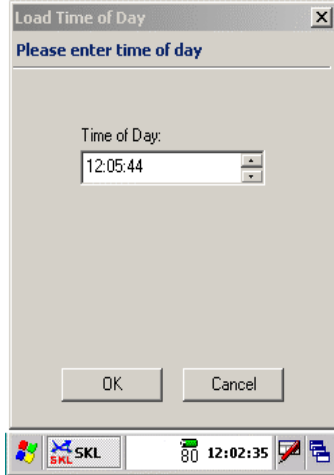 Load Time of Day
Please enter time of day
Time of Day:
12:05:44
OK Cancel
SKL SKL 80 12:02:35